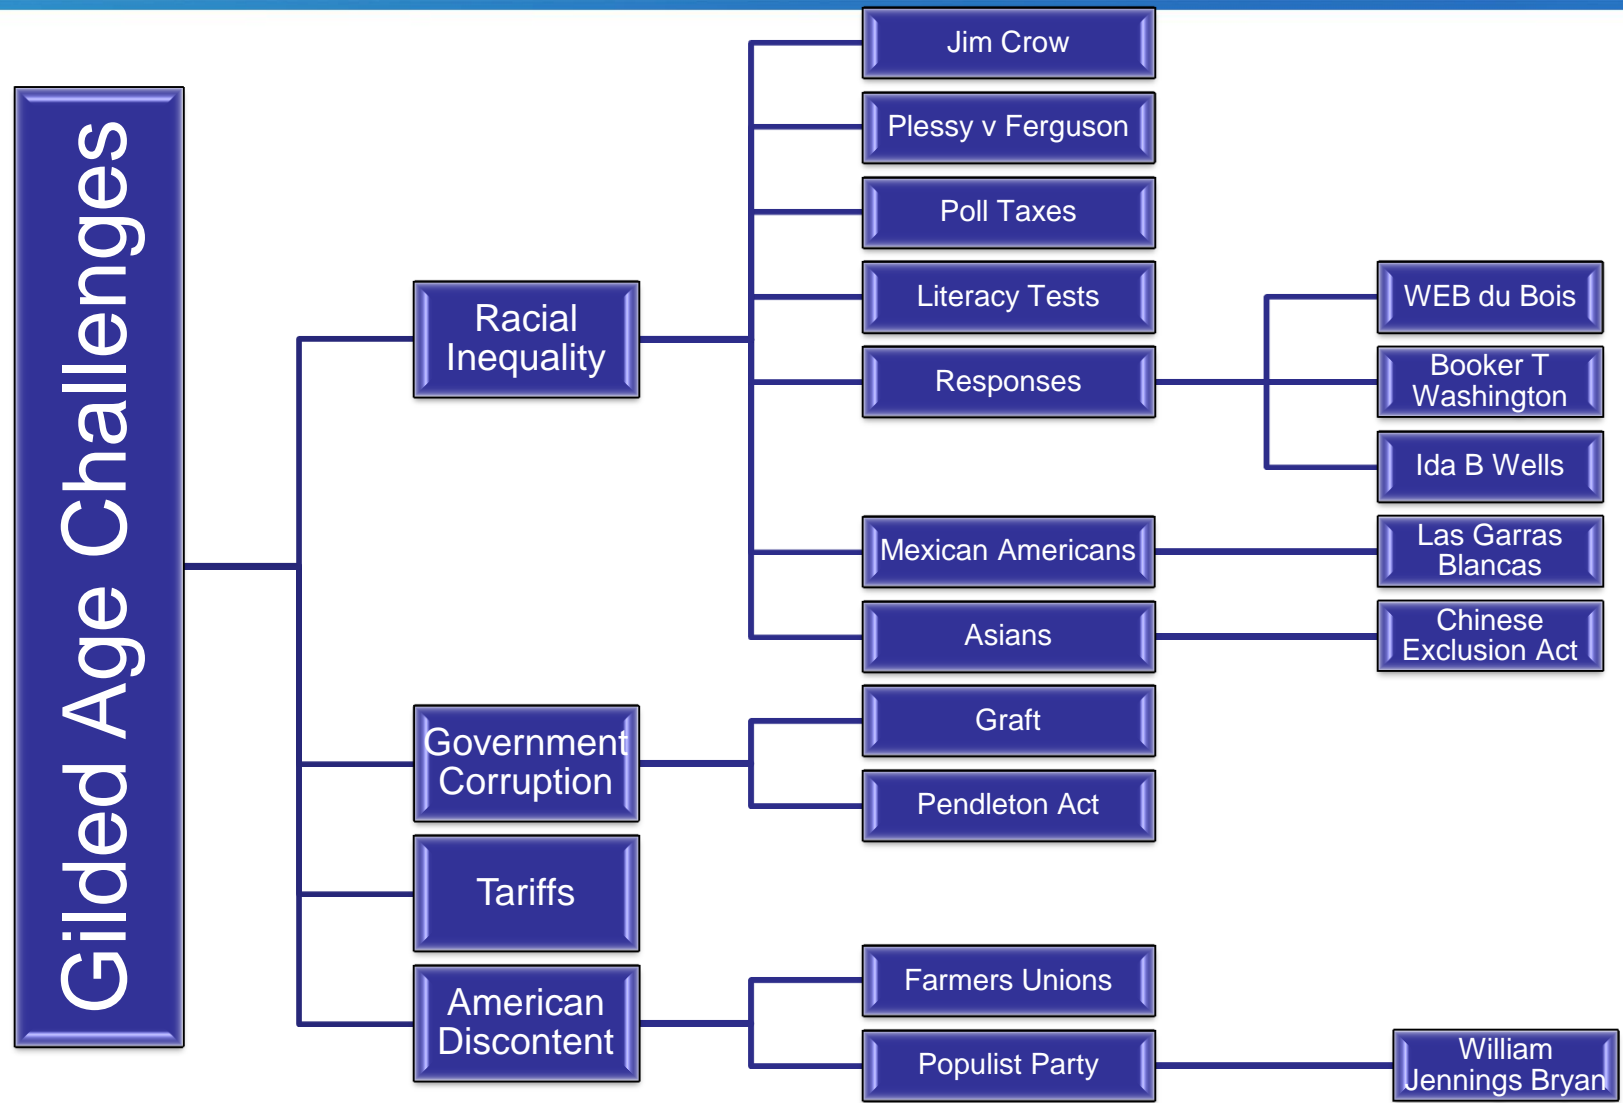 Gilded Age Challenges
Racial
Inequality
Jim Crow
Plessy v Ferguson
Poll Taxes
Literacy Tests
Responses
WEB du Bois
Booker T
Washington
Ida B Wells
Mexican Americans
Las Garras
Blancas
Asians
Chinese
Exclusion Act
Government
Corruption
Graft
Pendleton Act
Tariffs
American
Discontent
Farmers Unions
Populist Party
William
Jennings Bryan